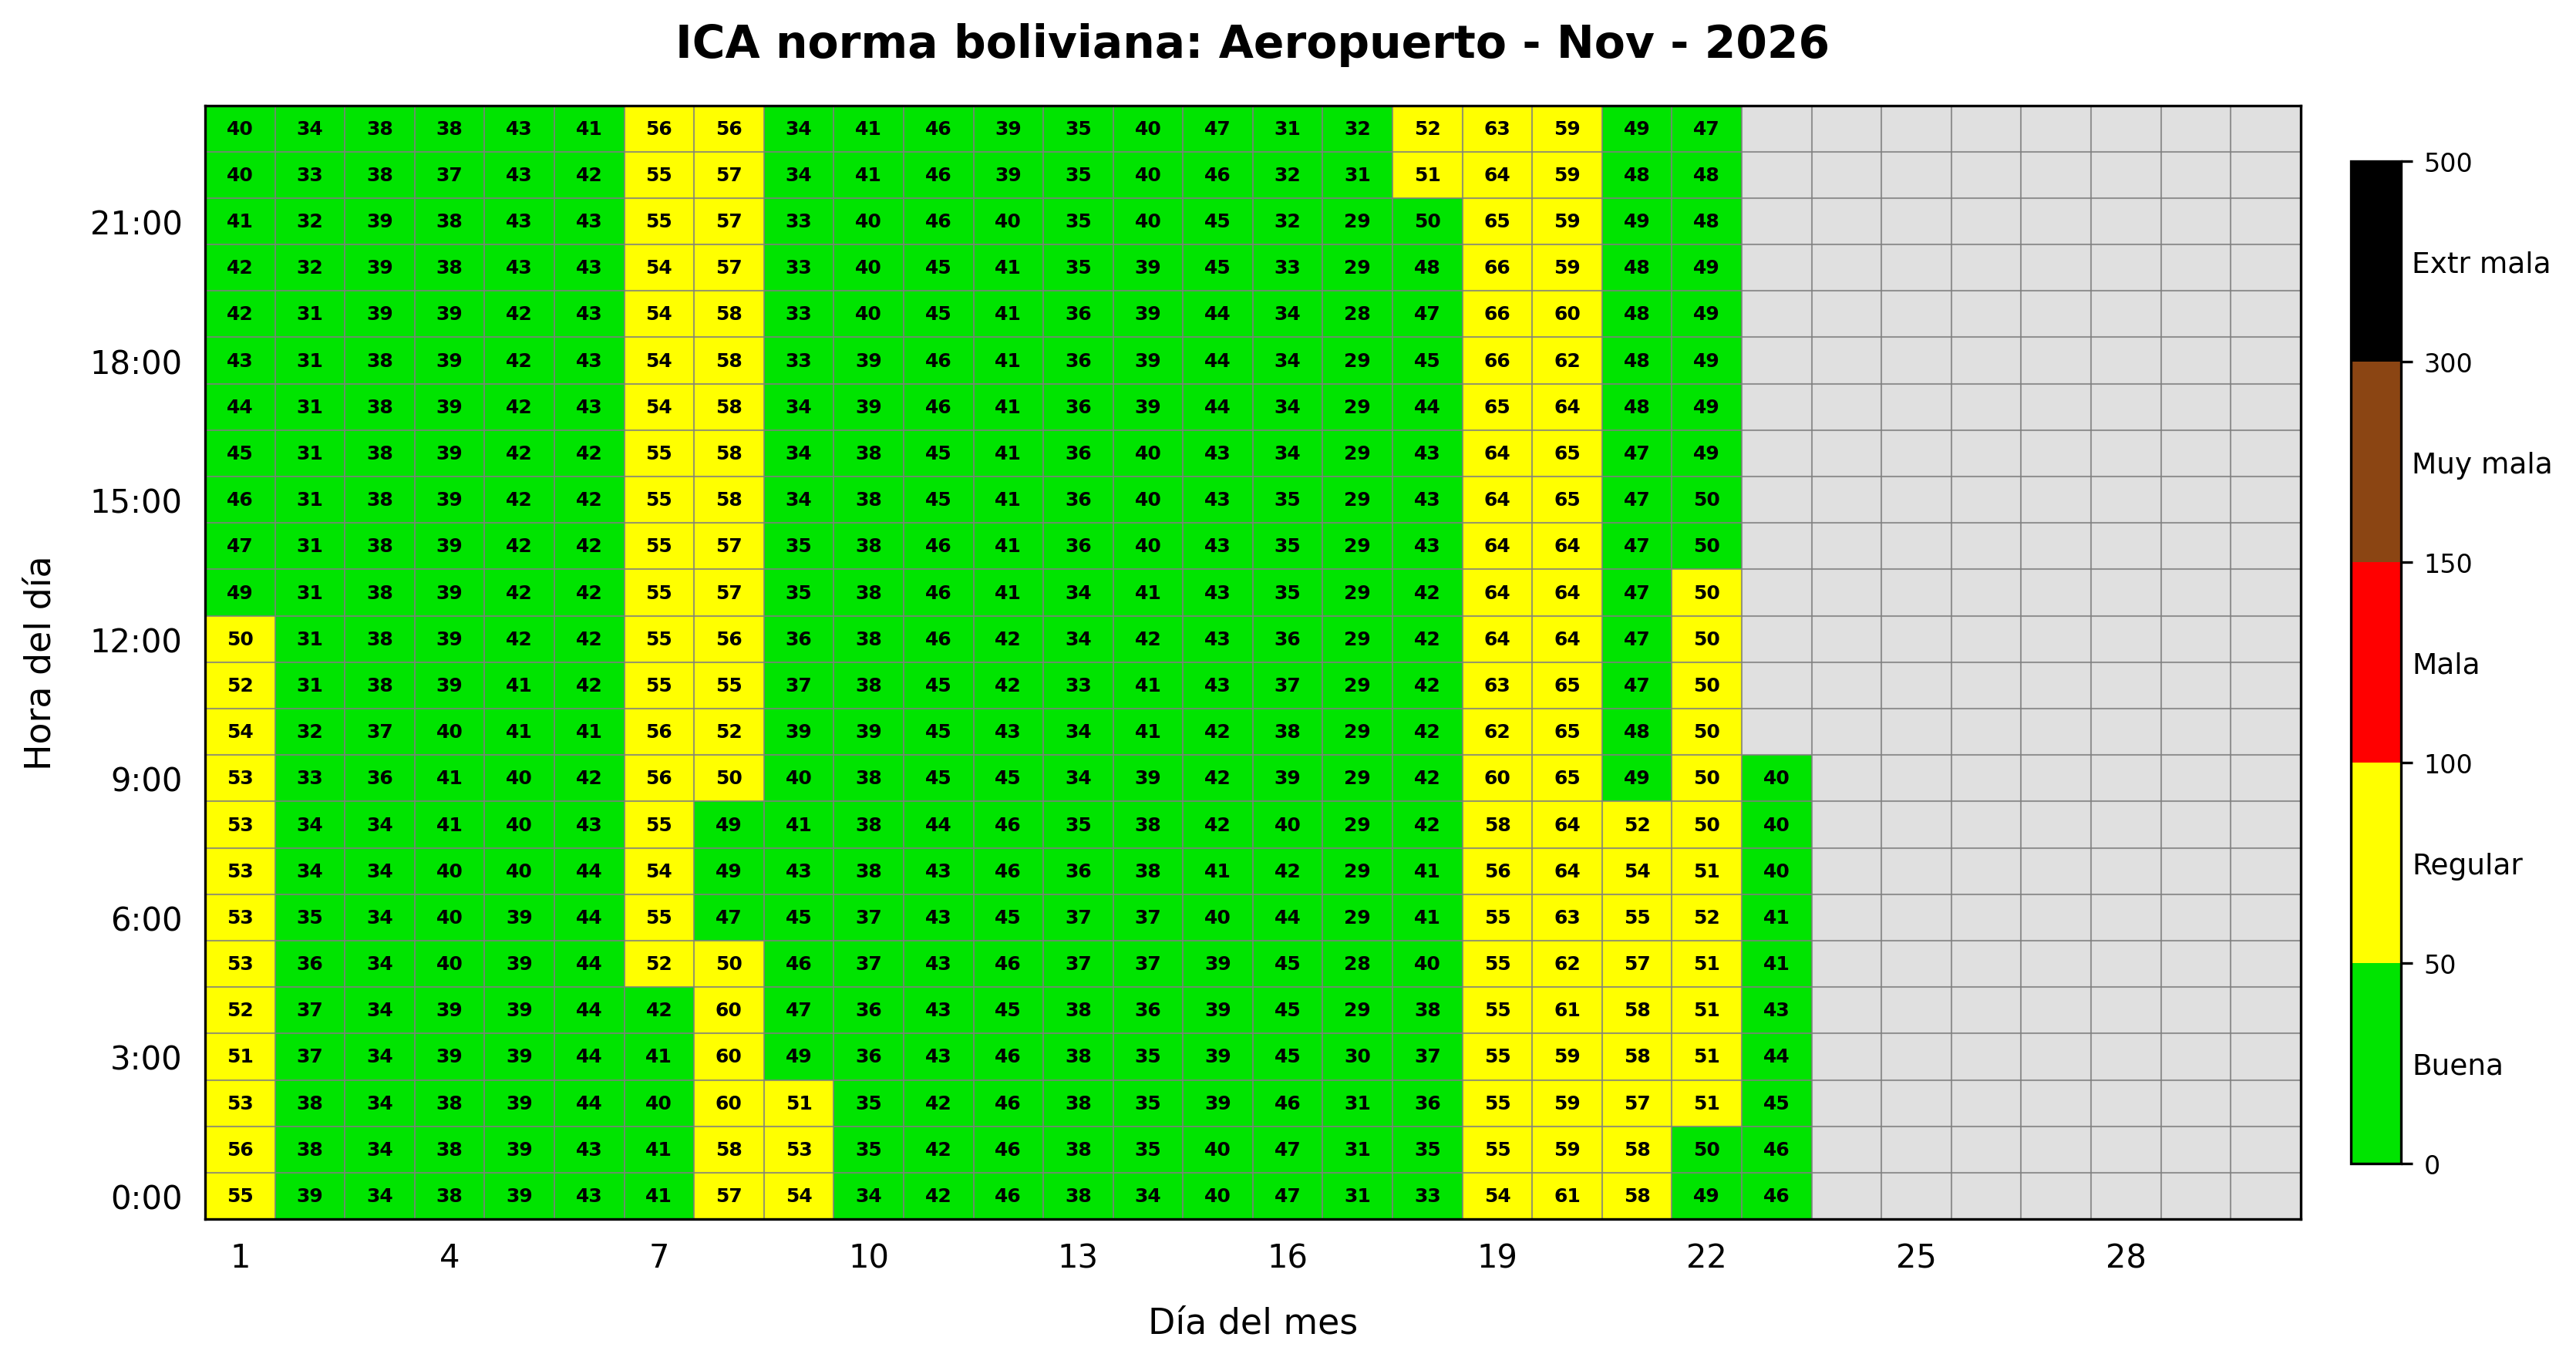 ICA norma boliviana: Aeropuerto - Nov - 2026
40 34 38 38 43 41 56 56 34 41 46 39 35 40 47 31 32 52 63 59 49 47
40 33 38 37 43 42 55 57 34 41 46 39 35 40 46 32 31 51 64 59 48 48
21:00 41 32 39 38 43 43 55 57 33 40 46 40 35 40 45 32 29 50 65 59 49 48
42 32 39 38 43 43 54 57 33 40 45 41 35 39 45 33 29 48 66 59 48 49
42 31 39 39 42 43 54 58 33 40 45 41 36 39 44 34 28 47 66 60 48 49
18:00 43 31 38 39 42 43 54 58 33 39 46 41 36 39 44 34 29 45 66 62 48 49
44 31 38 39 42 43 54 58 34 39 46 41 36 39 44 34 29 44 65 64 48 49
45 31 38 39 42 42 55 58 34 38 45 41 36 40 43 34 29 43 64 65 47 49
15:00 46 31 38 39 42 42 55 58 34 38 45 41 36 40 43 35 29 43 64 65 47 50
47 31 38 39 42 42 55 57 35 38 46 41 36 40 43 35 29 43 64 64 47 50
49 31 38 39 42 42 55 57 35 38 46 41 34 41 43 35 29 42 64 64 47 50
12:00 50 31 38 39 42 42 55 56 36 38 46 42 34 42 43 36 29 42 64 64 47 50
52 31 38 39 41 42 55 55 37 38 45 42 33 41 43 37 29 42 63 65 47 50
54 32 37 40 41 41 56 52 39 39 45 43 34 41 42 38 29 42 62 65 48 50
9:00 53 33 36 41 40 42 56 50 40 38 45 45 34 39 42 39 29 42 60 65 49 50 40
53 34 34 41 40 43 55 49 41 38 44 46 35 38 42 40 29 42 58 64 52 50 40
53 34 34 40 40 44 54 49 43 38 43 46 36 38 41 42 29 41 56 64 54 51 40
6:00 53 35 34 40 39 44 55 47 45 37 43 45 37 37 40 44 29 41 55 63 55 52 41
53 36 34 40 39 44 52 50 46 37 43 46 37 37 39 45 28 40 55 62 57 51 41
52 37 34 39 39 44 42 60 47 36 43 45 38 36 39 45 29 38 55 61 58 51 43
3:00 51 37 34 39 39 44 41 60 49 36 43 46 38 35 39 45 30 37 55 59 58 51 44
53 38 34 38 39 44 40 60 51 35 42 46 38 35 39 46 31 36 55 59 57 51 45
56 38 34 38 39 43 41 58 53 35 42 46 38 35 40 47 31 35 55 59 58 50 46
0:00 55 39 34 38 39 43 41 57 54 34 42 46 38 34 40 47 31 33 54 61 58 49 46
1 4 7 10 13 16 19 22 25 28
Día del mes
Hora del día
500
Extr mala
300
Muy mala
150
Mala
100
Regular
50
Buena
0